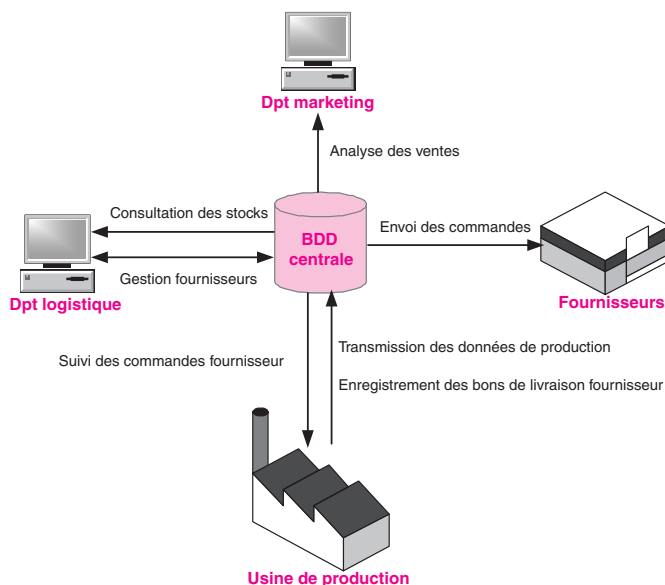 Dpt marketing
Analyse des ventes
Consultation des stocks
Envoi des commandes
BDD
centrale
Gestion fournisseurs
Dpt logistique
Fournisseurs
Suivi des commandes fournisseur
Transmission des données de production
Enregistrement des bons de livraison fournisseur
Usine de production